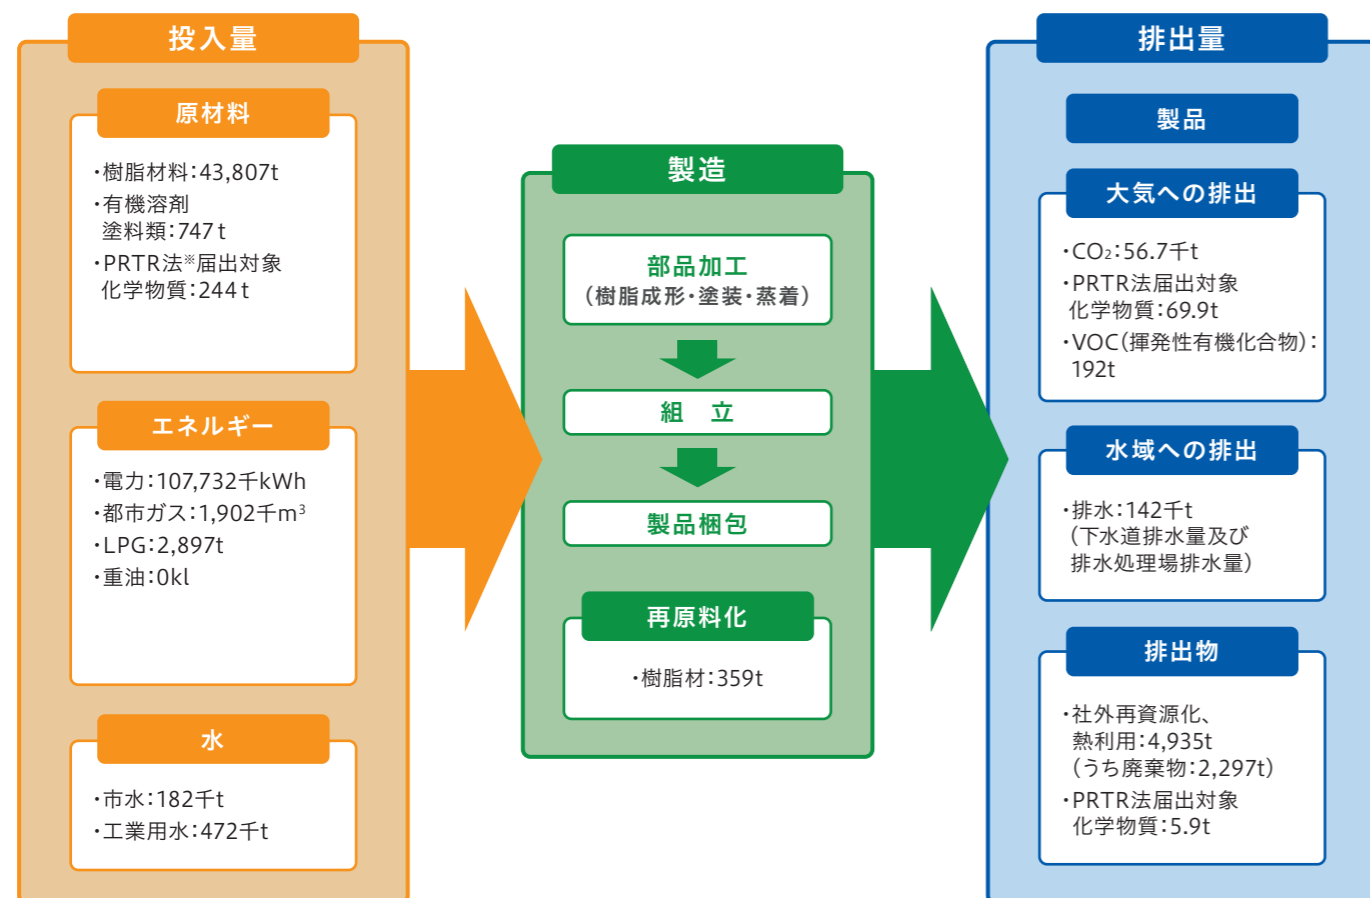 投入量
原材料
・樹脂材料：43,807t
・有機溶剤
塗料類：747t
・PRTR法※届出対象
化学物質：244t
エネルギー
・電力：107,732千kWh
・都市ガス：1,902千m³
・LPG：2,897t
・重油：0kl
水
・市水：182千t
・工業用水：472千t
製造
部品加工
（樹脂成形・塗装・蒸着）
組　立
製品梱包
再原料化
・樹脂材：359t
排出量
製品
大気への排出
・CO₂：56.7千t
・PRTR法届出対象
化学物質：69.9t
・VOC（揮発性有機化合物）：
192t
水域への排出
・排水：142千t
（下水道排水量及び
排水処理場排水量）
排出物
・社外再資源化、
熱利用：4,935t
（うち廃棄物：2,297t）
・PRTR法届出対象
化学物質：5.9t